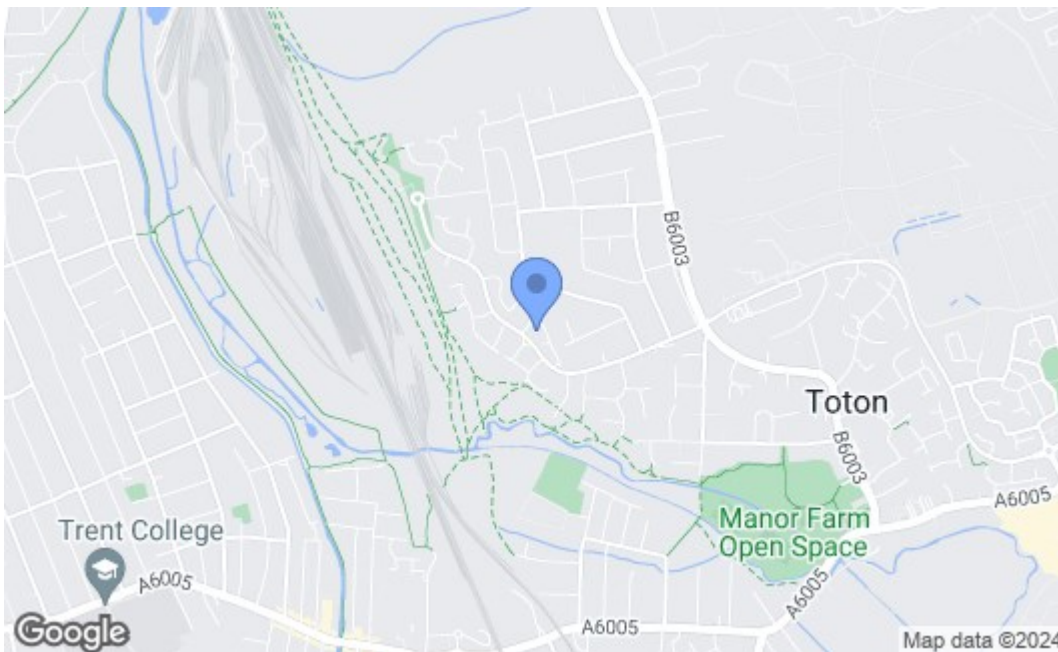 B6003
Toton
B6003
A6005
Manor Farm
Open Space
Trent College
A6005
A6005
A6005
Google
Map data ©2024